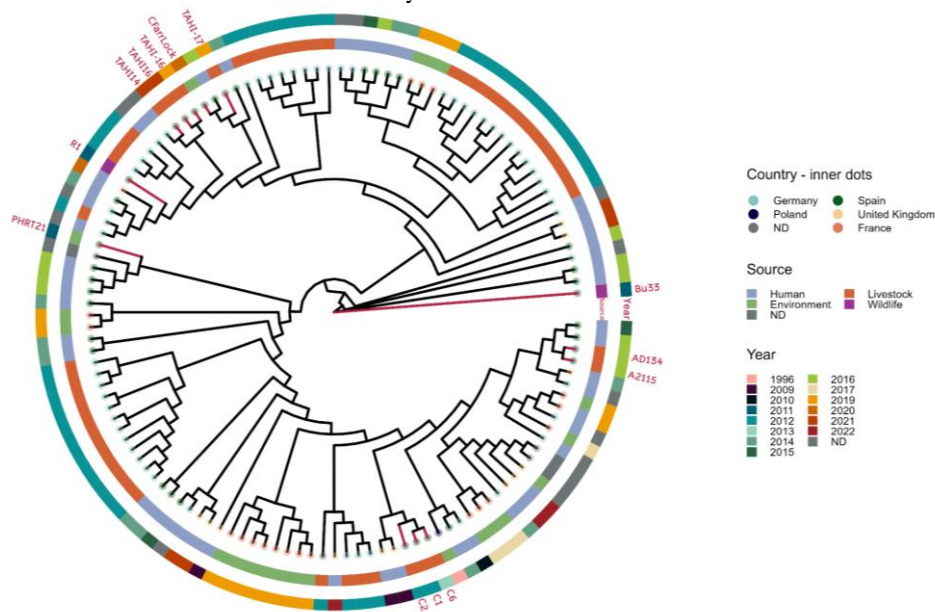 TAHI-17
CFarrLock
TAHI-16
TAHI16
TAHI14
R1
PHRT21
Bu33
Source
Year
AD134
A2115
C6
C1
C2
Country - inner dots
Germany Spain
Poland United Kingdom
ND France
Source
Human Livestock
Environment Wildlife
ND
Year
1996 2016
2009 2017
2010 2019
2011 2020
2012 2021
2013 2022
2014 ND
2015